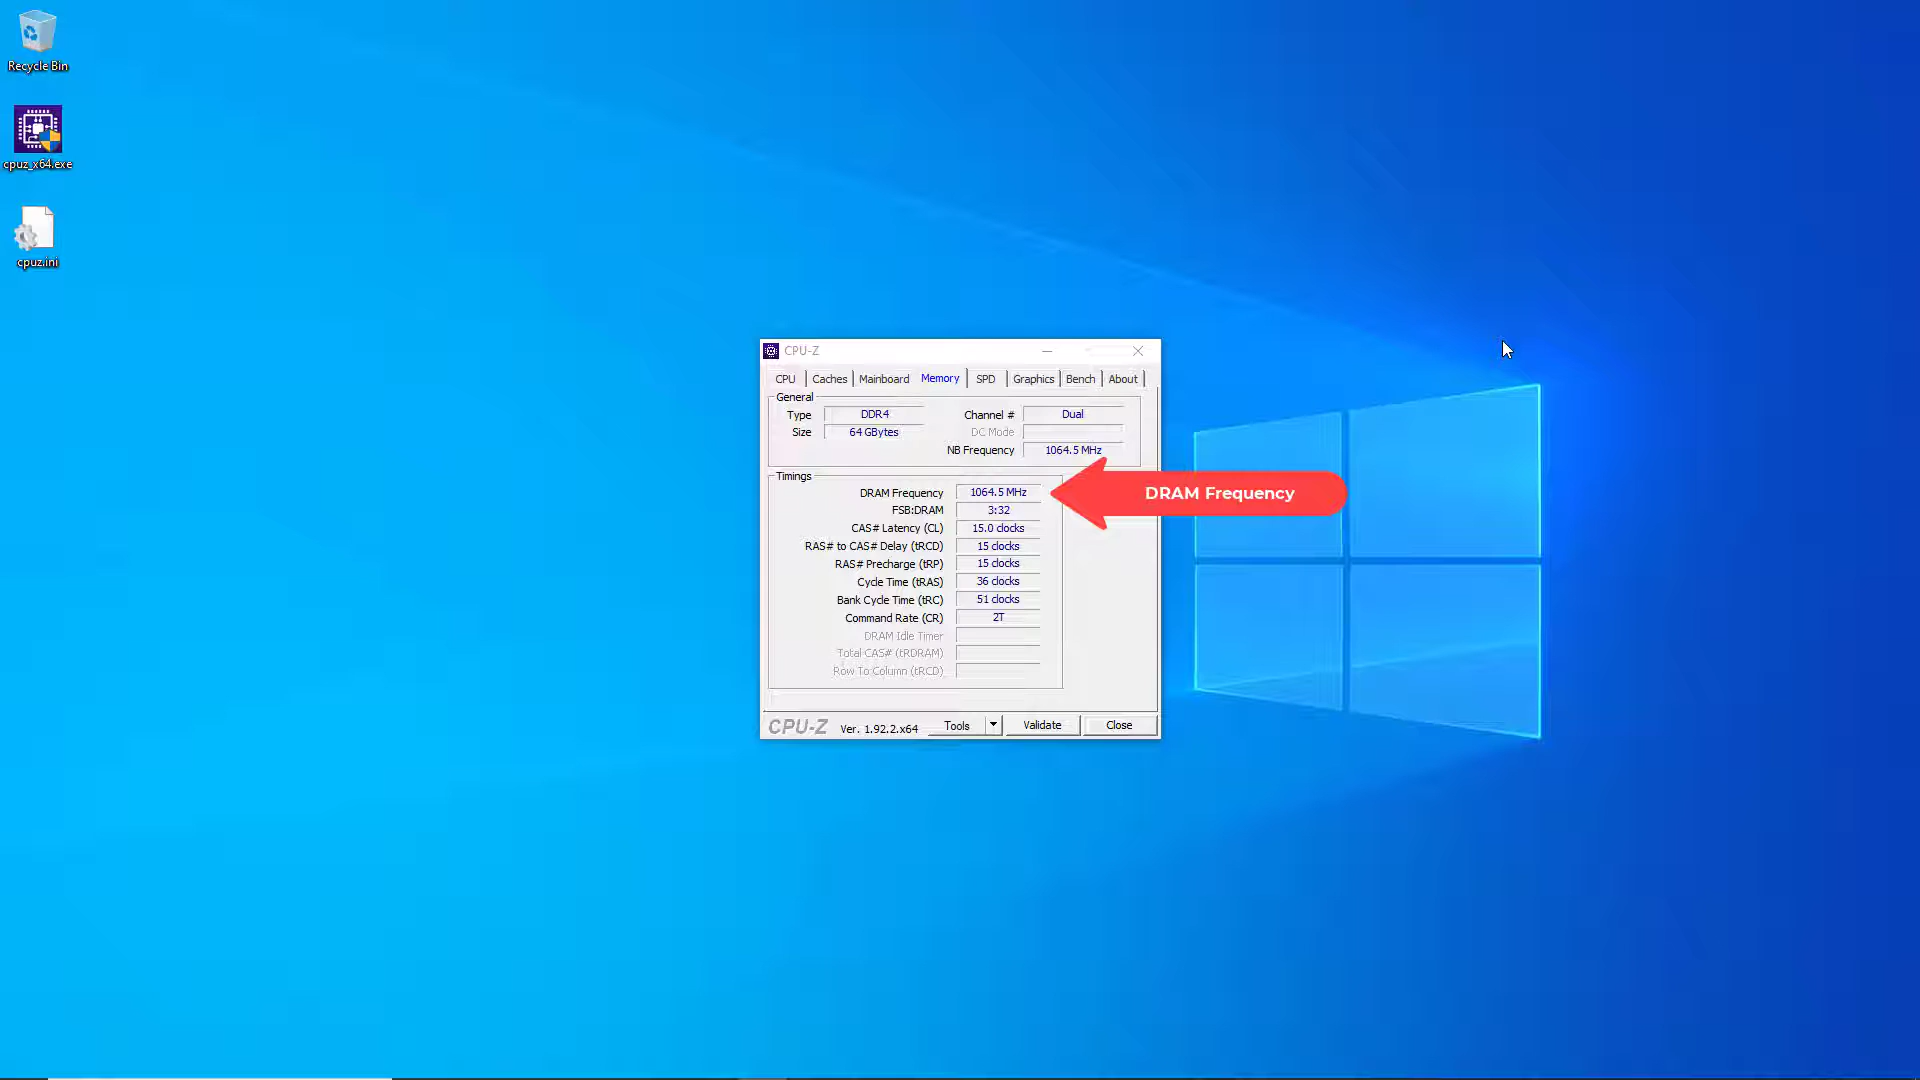 Recycle Bin
cpuz_x64.exe
cpuz.ini
CPU-Z
CPU Caches Mainboard Memory SPD Graphics Bench About
General
Type DDR4 Channel # Dual
Size 64 GBytes DC Mode
NB Frequency 1064.5 MHz
Timings
DRAM Frequency 1064.5 MHz
DRAM Frequency
FSB:DRAM 3:32
CAS# Latency (CL) 15.0 clocks
RAS# to CAS# Delay (tRCD) 15 clocks
RAS# Precharge (tRP) 15 clocks
Cycle Time (tRAS) 36 clocks
Bank Cycle Time (tRC) 51 clocks
Command Rate (CR) 2T
DRAM Idle Timer
Total CAS# (tRDRAM)
Row To Column (tRCD)
CPU-Z Ver. 1.92.2.x64 Tools Validate Close